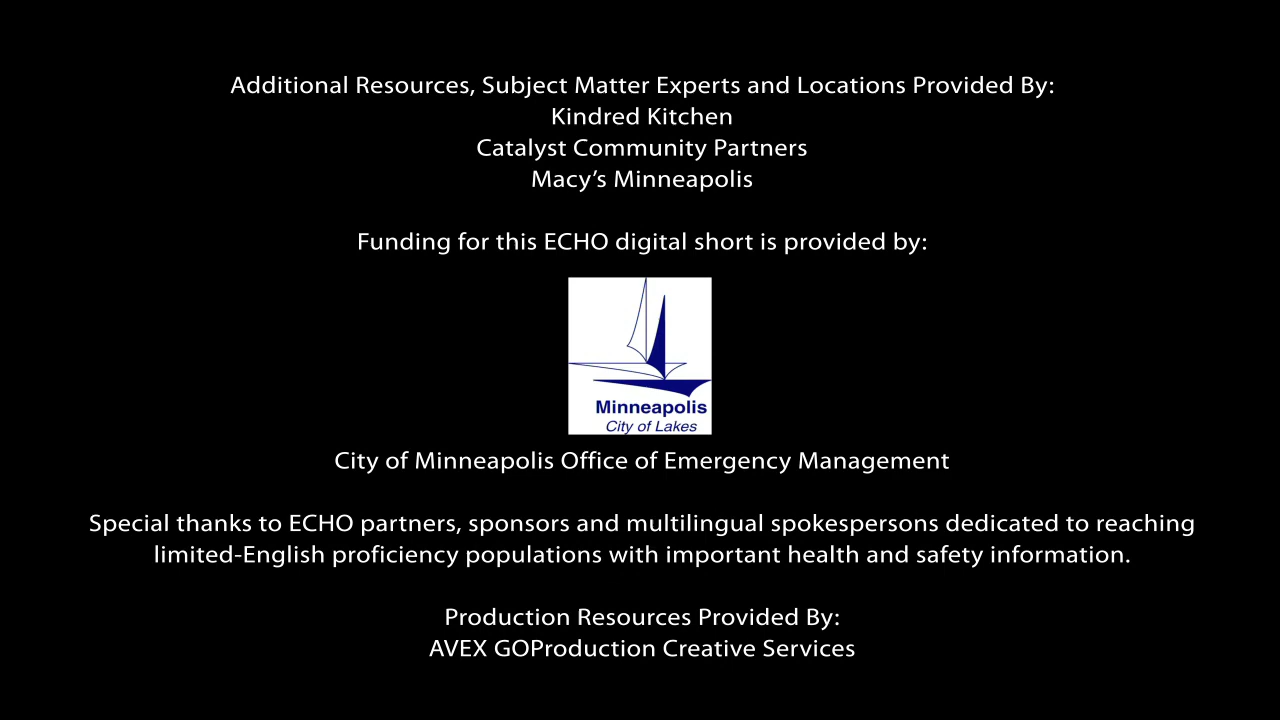 Additional Resources, Subject Matter Experts and Locations Provided By:
Kindred Kitchen
Catalyst Community Partners
Macy’s Minneapolis
Funding for this ECHO digital short is provided by:
Minneapolis
City of Lakes
City of Minneapolis Office of Emergency Management
Special thanks to ECHO partners, sponsors and multilingual spokespersons dedicated to reaching
limited-English proficiency populations with important health and safety information.
Production Resources Provided By:
AVEX GOProduction Creative Services